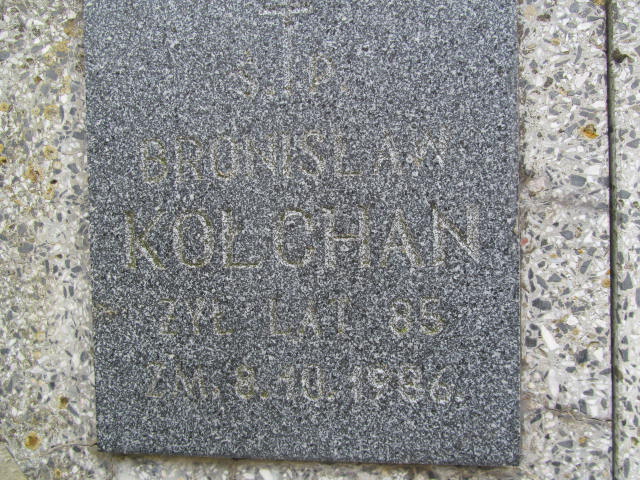 Ś. P.
BRONISŁAW
KOŁCHAN
ŻYŁ LAT 85
ZM. 8.10.1986.